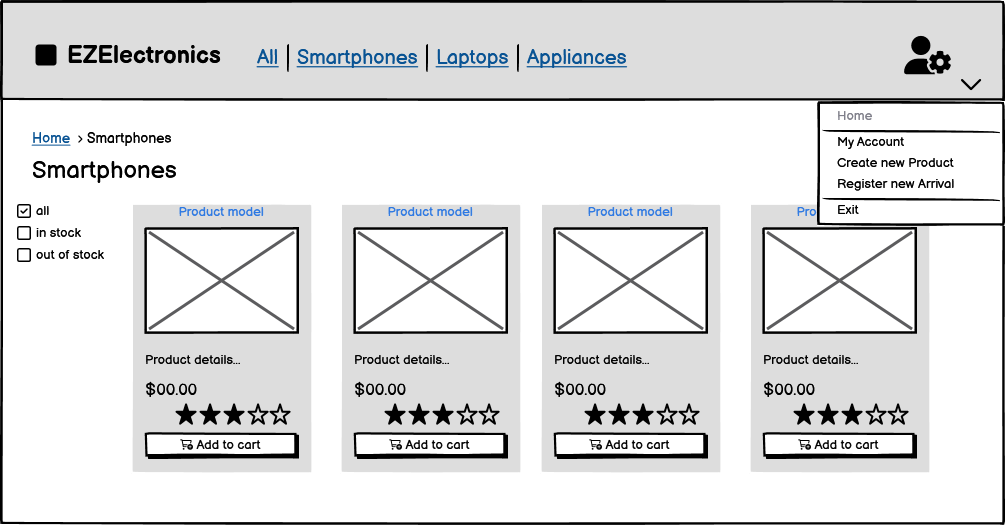 EZElectronics All Smartphones Laptops Appliances
Home
Home > Smartphones
My Account
Create new Product
Smartphones
Register new Arrival
Exit
all
in stock
out of stock
Product model Product model Product model
Product details... Product details... Product details... Product details...
$00.00 $00.00 $00.00 $00.00
Add to cart Add to cart Add to cart Add to cart